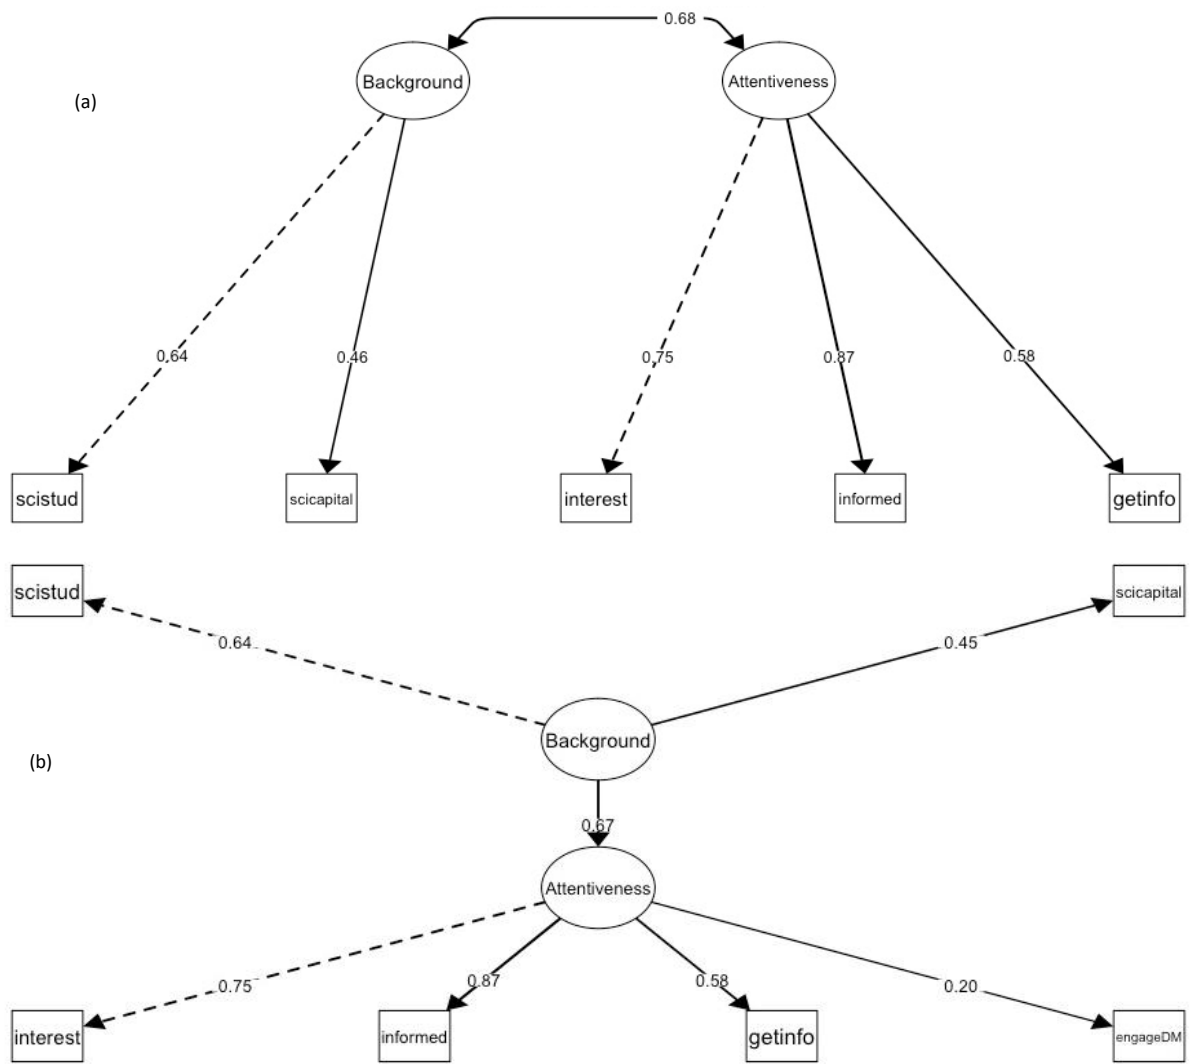 0.68
Background
Attentiveness
(a)
0.64
0.46
0.75
0.87
0.58
scistud
scicapital
interest
informed
getinfo
scistud
scicapital
0.64
0.45
Background
(b)
0.67
Attentiveness
0.75
0.87
0.58
0.20
interest
informed
getinfo
engageDM